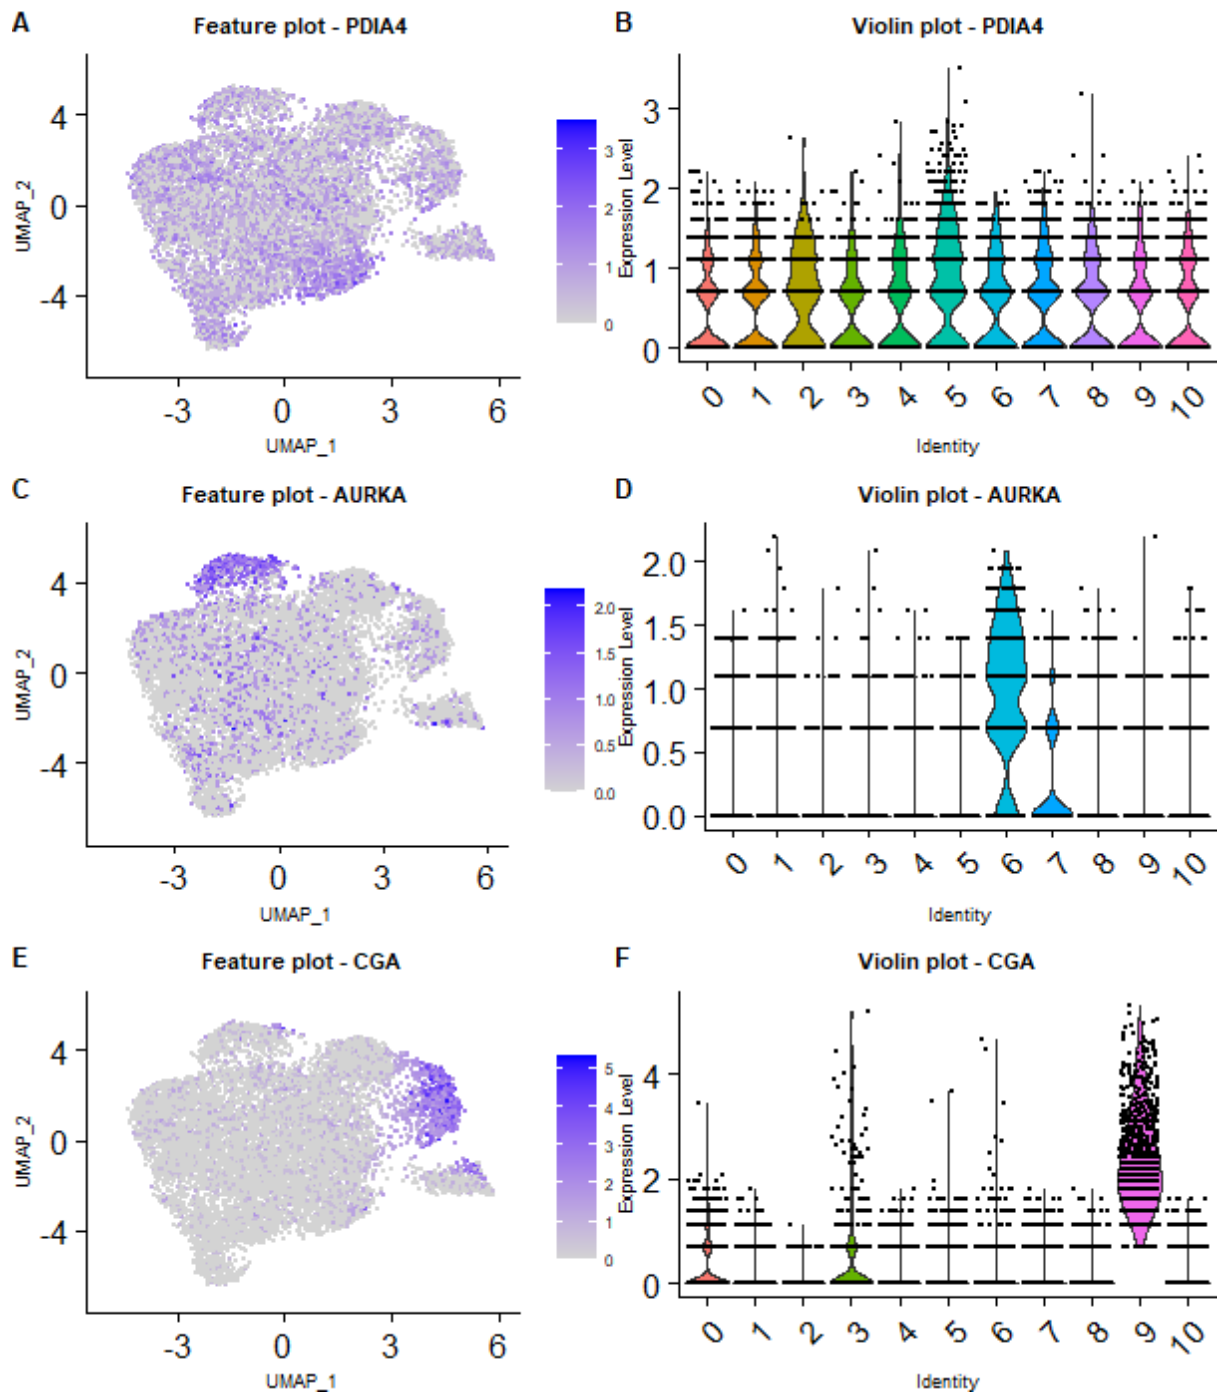 A Feature plot - PDIA4
4
0
-4
UMAP_2
-3 0 3 6
UMAP_1
3
2
1
0
Expression Level
B Violin plot - PDIA4
3
2
1
0
0 1 2 3 4 5 6 7 8 9 10
Identity
C Feature plot - AURKA
4
0
-4
UMAP_2
-3 0 3 6
UMAP_1
2.0
1.5
1.0
0.5
0.0
Expression Level
D Violin plot - AURKA
2.0
1.5
1.0
0.5
0.0
0 1 2 3 4 5 6 7 8 9 10
Identity
E Feature plot - CGA
4
0
-4
UMAP_2
-3 0 3 6
UMAP_1
5
4
3
2
1
0
Expression Level
F Violin plot - CGA
4
2
0
0 1 2 3 4 5 6 7 8 9 10
Identity